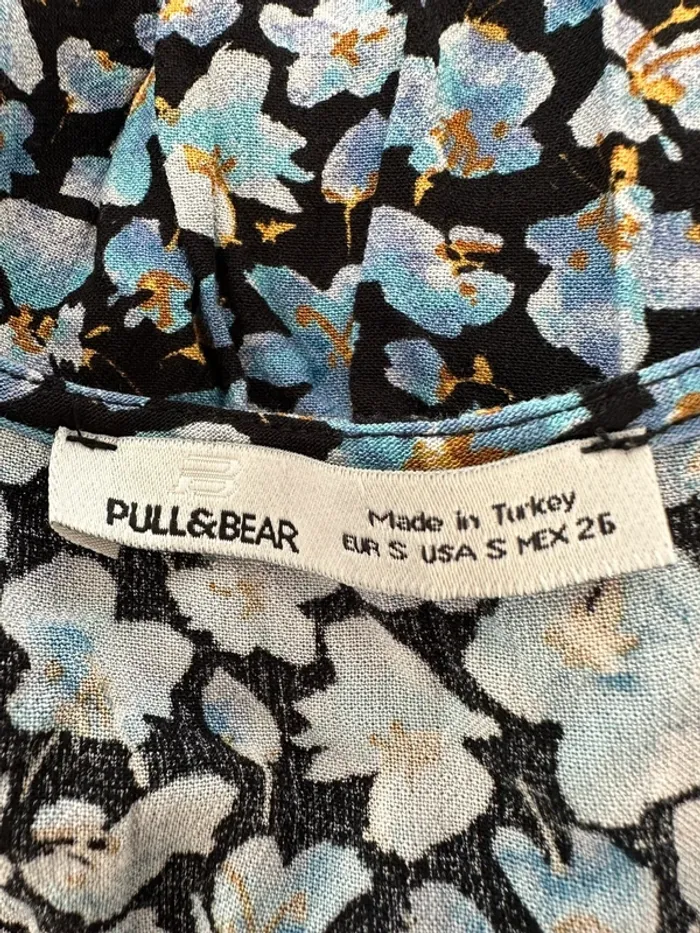 PULL&BEAR
Made in Turkey
EUR S USA S MEX 26